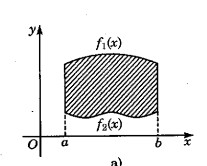 y
f₁(x)
f₂(x)
O a b x
a)